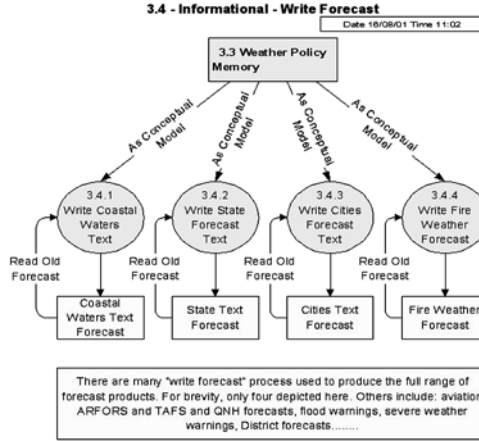 3.4 - Informational - Write Forecast
Date 16/08/01 Time 11:02
3.3 Weather Policy
Memory
As Conceptual
Model
As Conceptual
Model
As Conceptual
Model
As Conceptual
Model
3.4.1
Write Coastal
Waters
Text
3.4.2
Write State
Forecast
Text
3.4.3
Write Cities
Forecast
Text
3.4.4
Write Fire
Weather
Forecast
Read Old
Forecast
Read Old
Forecast
Read Old
Forecast
Read Old
Forecast
Coastal
Waters Text
Forecast
State Text
Forecast
Cities Text
Forecast
Fire Weather
Forecast
There are many "write forecast" process used to produce the full range of
forecast products. For brevity, only four depicted here. Others include: aviation
ARFORS and TAFS and QNH forecasts, flood warnings, severe weather
warnings, District forecasts........